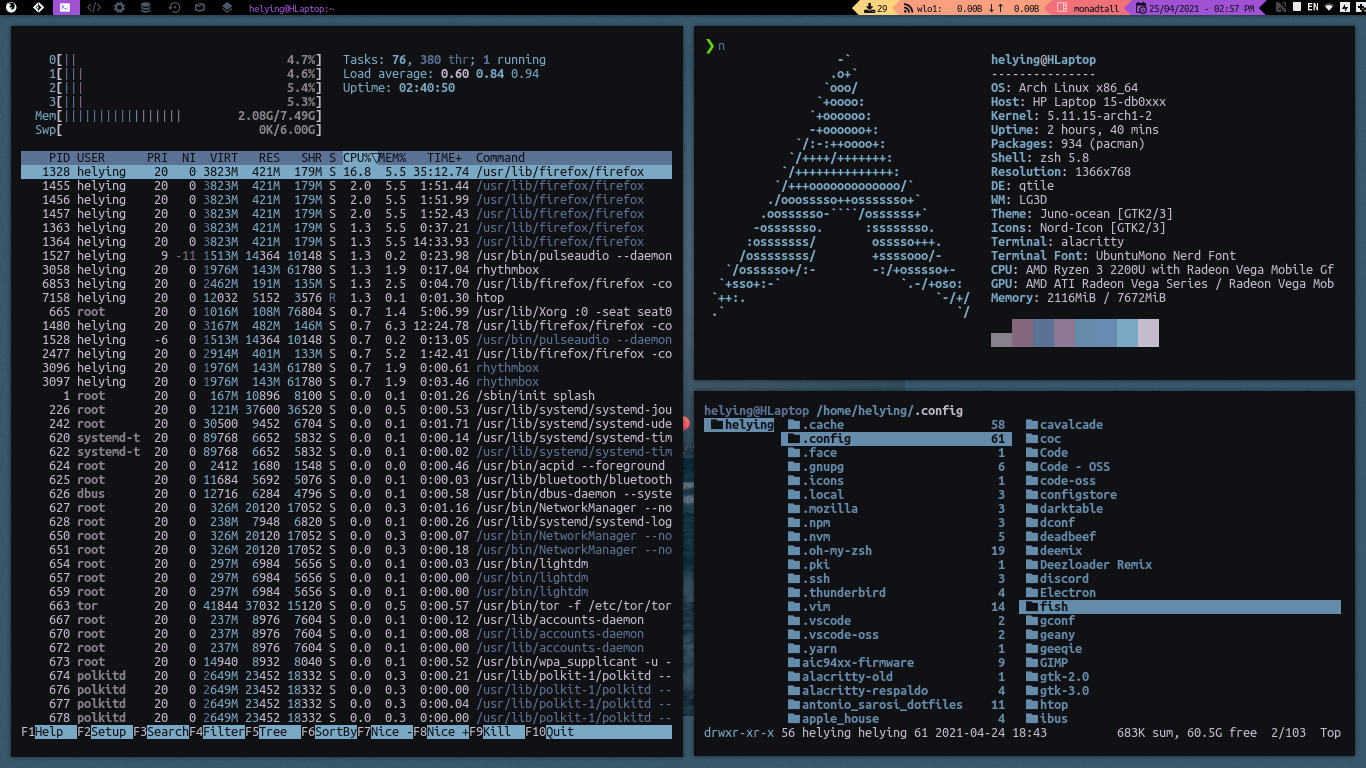 helying@HLaptop:~ 29 wlo1: 0.00B ↓↑ 0.00B monadtall 25/04/2021 - 02:57 PM EN
0[|| 4.7%]
1[||| 4.6%]
2[||| 5.4%]
3[||| 5.3%]
Mem[||||||||||||||||| 2.08G/7.49G]
Swp[ 0K/6.00G]
Tasks: 76, 380 thr; 1 running
Load average: 0.60 0.84 0.94
Uptime: 02:40:50
PID USER PRI NI VIRT RES SHR S CPU%▽MEM% TIME+ Command
1328 helying 20 0 3823M 421M 179M S 16.8 5.5 35:12.74 /usr/lib/firefox/firefox
1455 helying 20 0 3823M 421M 179M S 2.0 5.5 1:51.44 /usr/lib/firefox/firefox
1456 helying 20 0 3823M 421M 179M S 2.0 5.5 1:51.99 /usr/lib/firefox/firefox
1457 helying 20 0 3823M 421M 179M S 2.0 5.5 1:52.43 /usr/lib/firefox/firefox
1363 helying 20 0 3823M 421M 179M S 1.3 5.5 0:37.21 /usr/lib/firefox/firefox
1364 helying 20 0 3823M 421M 179M S 1.3 5.5 14:33.93 /usr/lib/firefox/firefox
1527 helying 9 -11 1513M 14364 10148 S 1.3 0.2 0:23.98 /usr/bin/pulseaudio --daemon
3058 helying 20 0 1976M 143M 61780 S 1.3 1.9 0:17.04 rhythmbox
6853 helying 20 0 2462M 191M 135M S 1.3 2.5 0:04.70 /usr/lib/firefox/firefox -co
7158 helying 20 0 12032 5152 3576 R 1.3 0.1 0:01.30 htop
665 root 20 0 1016M 108M 76804 S 0.7 1.4 5:06.99 /usr/lib/Xorg :0 -seat seat0
1480 helying 20 0 3167M 482M 146M S 0.7 6.3 12:24.78 /usr/lib/firefox/firefox -co
1528 helying -6 0 1513M 14364 10148 S 0.7 0.2 0:13.05 /usr/bin/pulseaudio --daemon
2477 helying 20 0 2914M 401M 133M S 0.7 5.2 1:42.41 /usr/lib/firefox/firefox -co
3096 helying 20 0 1976M 143M 61780 S 0.7 1.9 0:00.61 rhythmbox
3097 helying 20 0 1976M 143M 61780 S 0.7 1.9 0:03.46 rhythmbox
1 root 20 0 167M 10896 8100 S 0.0 0.1 0:01.26 /sbin/init splash
226 root 20 0 121M 37600 36520 S 0.0 0.5 0:00.53 /usr/lib/systemd/systemd-jou
242 root 20 0 30500 9452 6704 S 0.0 0.1 0:01.71 /usr/lib/systemd/systemd-ude
620 systemd-t 20 0 89768 6652 5832 S 0.0 0.1 0:00.14 /usr/lib/systemd/systemd-tim
622 systemd-t 20 0 89768 6652 5832 S 0.0 0.1 0:00.02 /usr/lib/systemd/systemd-tim
624 root 20 0 2412 1680 1548 S 0.0 0.0 0:00.46 /usr/bin/acpid --foreground
625 root 20 0 11684 5692 5076 S 0.0 0.1 0:00.03 /usr/lib/bluetooth/bluetooth
626 dbus 20 0 12716 6284 4796 S 0.0 0.1 0:00.58 /usr/bin/dbus-daemon --syste
627 root 20 0 326M 20120 17052 S 0.0 0.3 0:01.16 /usr/bin/NetworkManager --no
628 root 20 0 238M 7948 6820 S 0.0 0.1 0:00.26 /usr/lib/systemd/systemd-log
650 root 20 0 326M 20120 17052 S 0.0 0.3 0:00.07 /usr/bin/NetworkManager --no
651 root 20 0 326M 20120 17052 S 0.0 0.3 0:00.18 /usr/bin/NetworkManager --no
654 root 20 0 297M 6984 5656 S 0.0 0.1 0:00.03 /usr/bin/lightdm
657 root 20 0 297M 6984 5656 S 0.0 0.1 0:00.00 /usr/bin/lightdm
659 root 20 0 297M 6984 5656 S 0.0 0.1 0:00.00 /usr/bin/lightdm
663 tor 20 0 41844 37032 15120 S 0.0 0.5 0:00.57 /usr/bin/tor -f /etc/tor/tor
667 root 20 0 237M 8976 7604 S 0.0 0.1 0:00.12 /usr/lib/accounts-daemon
670 root 20 0 237M 8976 7604 S 0.0 0.1 0:00.08 /usr/lib/accounts-daemon
672 root 20 0 237M 8976 7604 S 0.0 0.1 0:00.00 /usr/lib/accounts-daemon
673 root 20 0 14940 8932 8040 S 0.0 0.1 0:00.52 /usr/bin/wpa_supplicant -u -
674 polkitd 20 0 2649M 23452 18332 S 0.0 0.3 0:00.21 /usr/lib/polkit-1/polkitd --
676 polkitd 20 0 2649M 23452 18332 S 0.0 0.3 0:00.00 /usr/lib/polkit-1/polkitd --
677 polkitd 20 0 2649M 23452 18332 S 0.0 0.3 0:00.04 /usr/lib/polkit-1/polkitd --
678 polkitd 20 0 2649M 23452 18332 S 0.0 0.3 0:00.00 /usr/lib/polkit-1/polkitd --
F1Help F2Setup F3SearchF4FilterF5Tree F6SortByF7Nice -F8Nice +F9Kill F10Quit
❯ n
helying@HLaptop
---------------
OS: Arch Linux x86_64
Host: HP Laptop 15-db0xxx
Kernel: 5.11.15-arch1-2
Uptime: 2 hours, 40 mins
Packages: 934 (pacman)
Shell: zsh 5.8
Resolution: 1366x768
DE: qtile
WM: LG3D
Theme: Juno-ocean [GTK2/3]
Icons: Nord-Icon [GTK2/3]
Terminal: alacritty
Terminal Font: UbuntuMono Nerd Font
CPU: AMD Ryzen 3 2200U with Radeon Vega Mobile Gf
GPU: AMD ATI Radeon Vega Series / Radeon Vega Mob
Memory: 2116MiB / 7672MiB
helying@HLaptop /home/helying/.config
helying .cache 58 cavalcade
.config 61 coc
.face 1 Code
.gnupg 6 Code - OSS
.icons 1 code-oss
.local 3 configstore
.mozilla 3 darktable
.npm 3 dconf
.nvm 5 deadbeef
.oh-my-zsh 19 deemix
.pki 1 Deezloader Remix
.ssh 3 discord
.thunderbird 4 Electron
.vim 14 fish
.vscode 2 gconf
.vscode-oss 2 geany
.yarn 1 geeqie
aic94xx-firmware 9 GIMP
alacritty-old 1 gtk-2.0
alacritty-respaldo 4 gtk-3.0
antonio_sarosi_dotfiles 11 htop
apple_house 4 ibus
drwxr-xr-x 56 helying helying 61 2021-04-24 18:43 683K sum, 60.5G free 2/103 Top